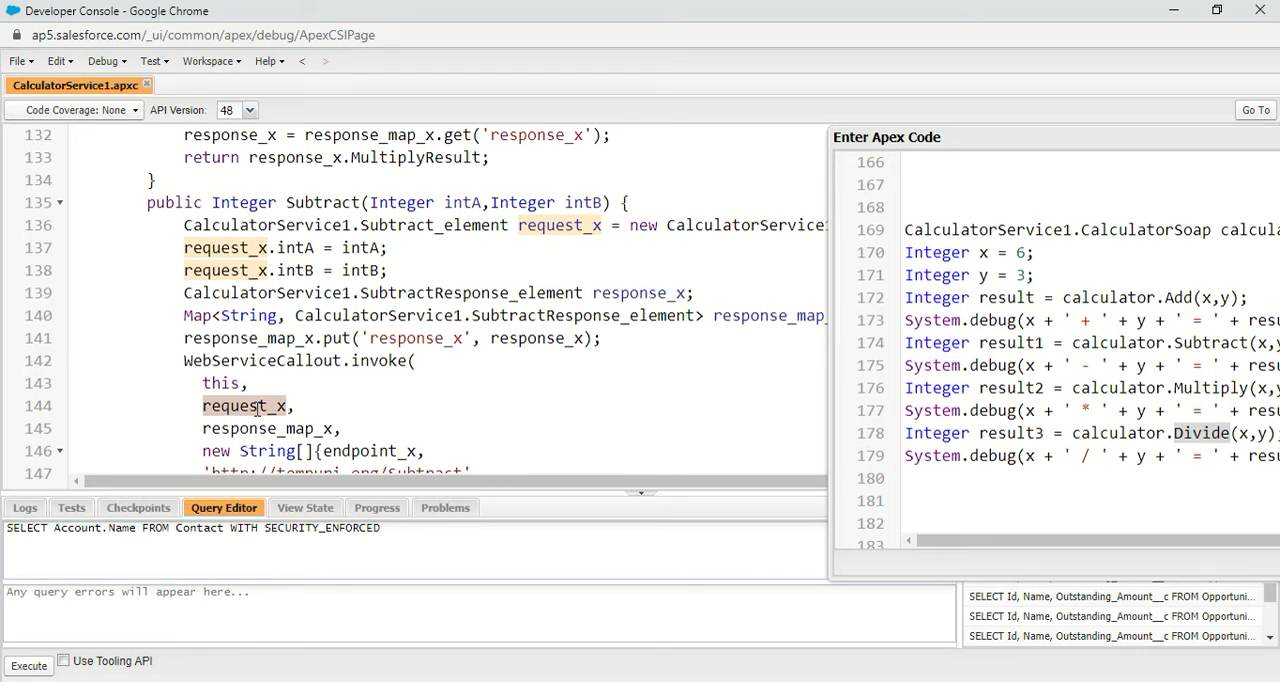 Developer Console - Google Chrome
ap5.salesforce.com/_ui/common/apex/debug/ApexCSIPage
File Edit Debug Test Workspace Help < >
CalculatorService1.apxc
Code Coverage: None API Version: 48 Go To
132 response_x = response_map_x.get('response_x');
133 return response_x.MultiplyResult;
134 }
135 public Integer Subtract(Integer intA,Integer intB) {
136 CalculatorService1.Subtract_element request_x = new CalculatorService1
137 request_x.intA = intA;
138 request_x.intB = intB;
139 CalculatorService1.SubtractResponse_element response_x;
140 Map<String, CalculatorService1.SubtractResponse_element> response_map_
141 response_map_x.put('response_x', response_x);
142 WebServiceCallout.invoke(
143 this,
144 request_x,
145 response_map_x,
146 new String[]{endpoint_x,
147 'http://tempuri.org/Subtract'
Enter Apex Code
166
167
168
169 CalculatorService1.CalculatorSoap calcula
170 Integer x = 6;
171 Integer y = 3;
172 Integer result = calculator.Add(x,y);
173 System.debug(x + ' + ' + y + ' = ' + resu
174 Integer result1 = calculator.Subtract(x,y
175 System.debug(x + ' - ' + y + ' = ' + resu
176 Integer result2 = calculator.Multiply(x,y
177 System.debug(x + ' * ' + y + ' = ' + resu
178 Integer result3 = calculator.Divide(x,y);
179 System.debug(x + ' / ' + y + ' = ' + resu
180
181
182
183
Logs Tests Checkpoints Query Editor View State Progress Problems
SELECT Account.Name FROM Contact WITH SECURITY_ENFORCED
Any query errors will appear here...
SELECT Id, Name, Outstanding_Amount__c FROM Opportuni...
SELECT Id, Name, Outstanding_Amount__c FROM Opportuni...
SELECT Id, Name, Outstanding_Amount__c FROM Opportuni...
Execute Use Tooling API